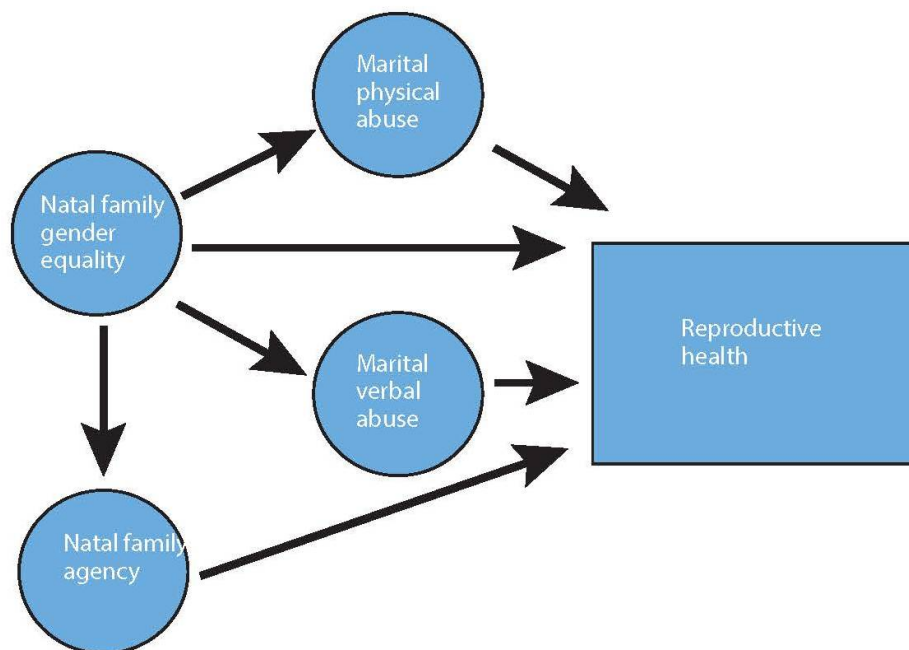 Marital
physical
abuse
Natal family
gender
equality
Marital
verbal
abuse
Reproductive
health
Natal family
agency